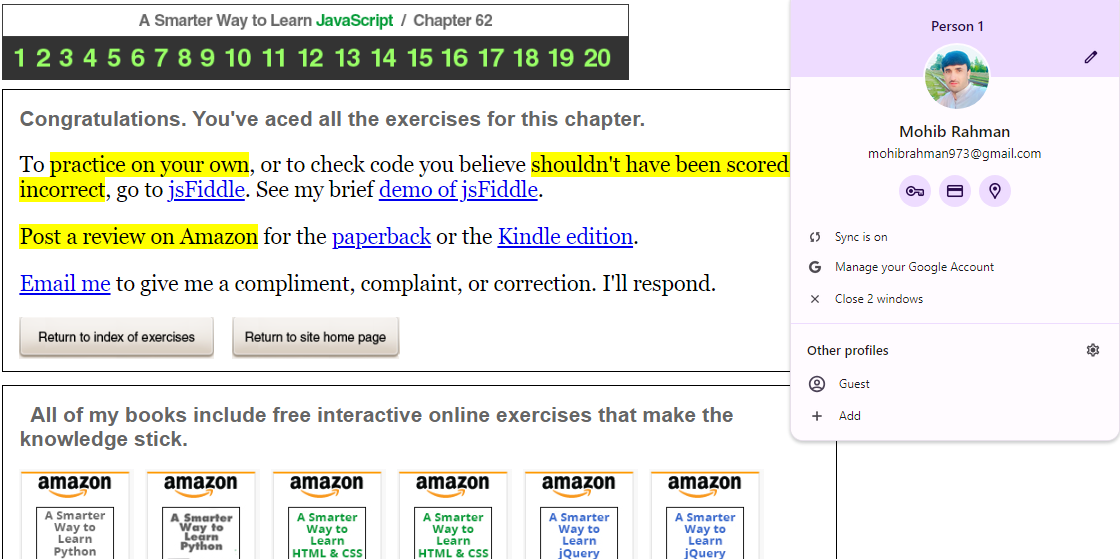 A Smarter Way to Learn JavaScript / Chapter 62
1 2 3 4 5 6 7 8 9 10 11 12 13 14 15 16 17 18 19 20
Congratulations. You've aced all the exercises for this chapter.
To practice on your own, or to check code you believe shouldn't have been scored
incorrect, go to jsFiddle. See my brief demo of jsFiddle.
Post a review on Amazon for the paperback or the Kindle edition.
Email me to give me a compliment, complaint, or correction. I'll respond.
Return to index of exercises
Return to site home page
All of my books include free interactive online exercises that make the
knowledge stick.
amazon
A Smarter
Way to
Learn
Python
amazon
A Smarter
Way to
Learn
Python
amazon
A Smarter
Way to
Learn
HTML & CSS
amazon
A Smarter
Way to
Learn
HTML & CSS
amazon
A Smarter
Way to
Learn
jQuery
amazon
A Smarter
Way to
Learn
jQuery
Person 1
Mohib Rahman
mohibrahman973@gmail.com
Sync is on
G Manage your Google Account
Close 2 windows
Other profiles
Guest
Add